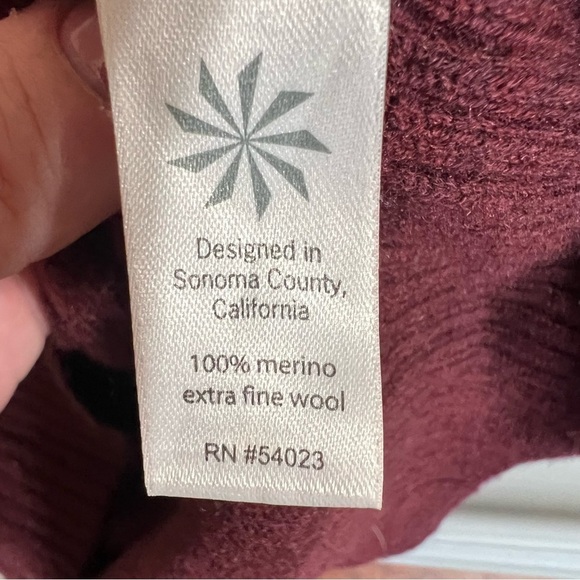 Designed in
Sonoma County,
California
100% merino
extra fine wool
RN #54023